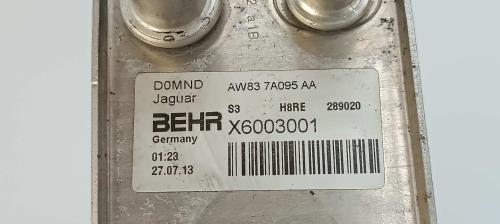 D0MND AW83 7A095 AA
Jaguar S3 H8RE 289020
BEHR X6003001
Germany
01:23
27.07.13